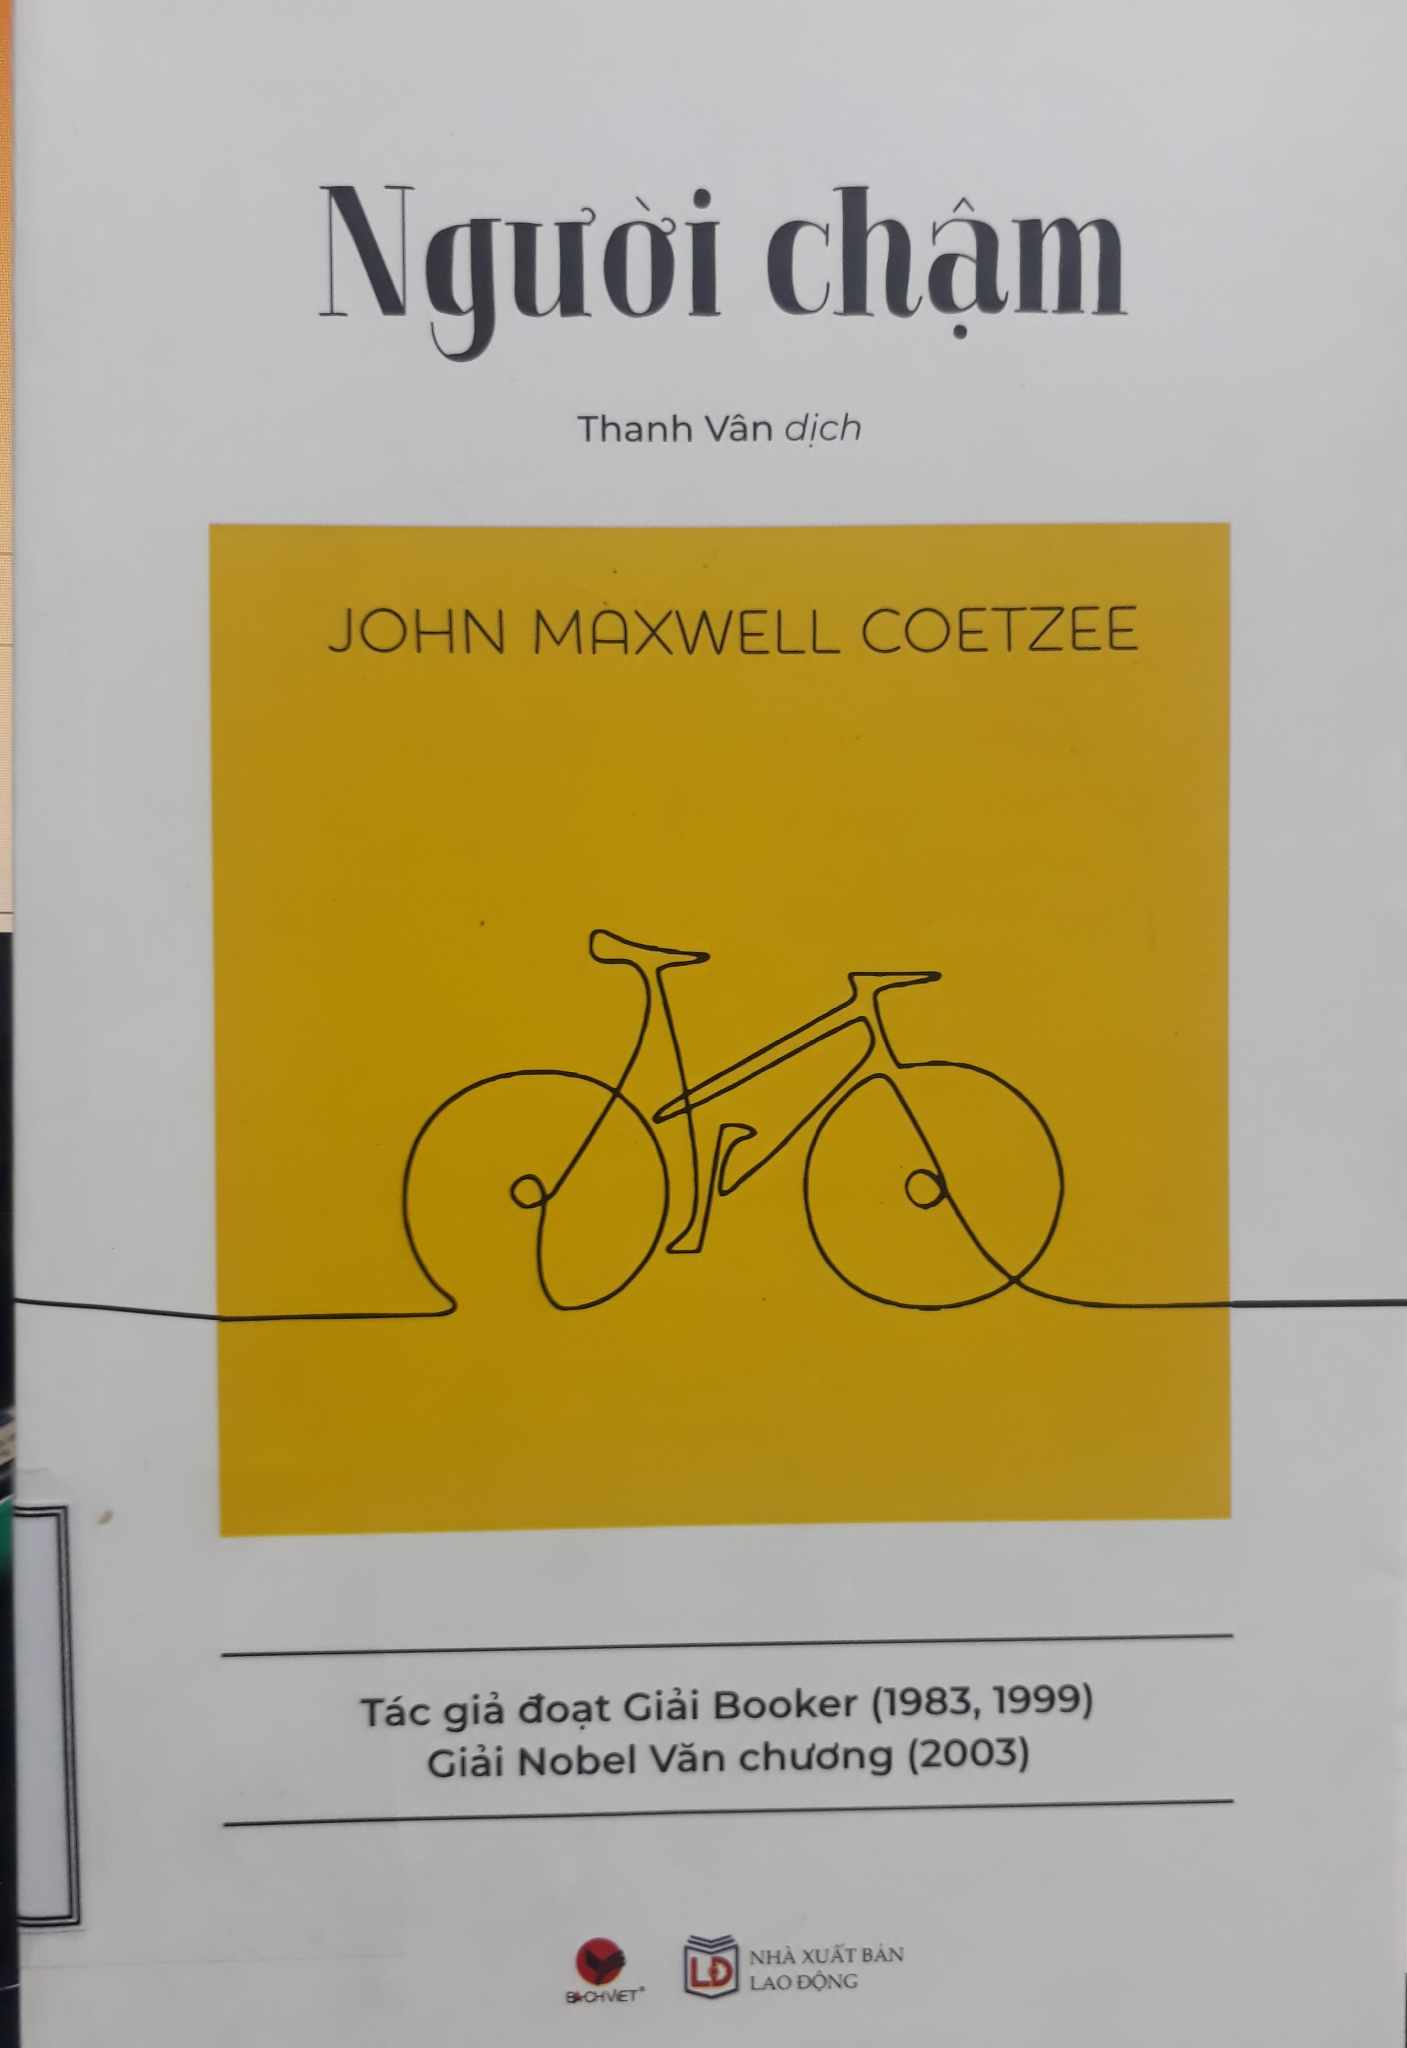 Người chậm
Thanh Vân dịch
JOHN MAXWELL COETZEE
Tác giả đoạt Giải Booker (1983, 1999)
Giải Nobel Văn chương (2003)
BACHVIET®
LĐ
NHÀ XUẤT BẢN
LAO ĐỘNG